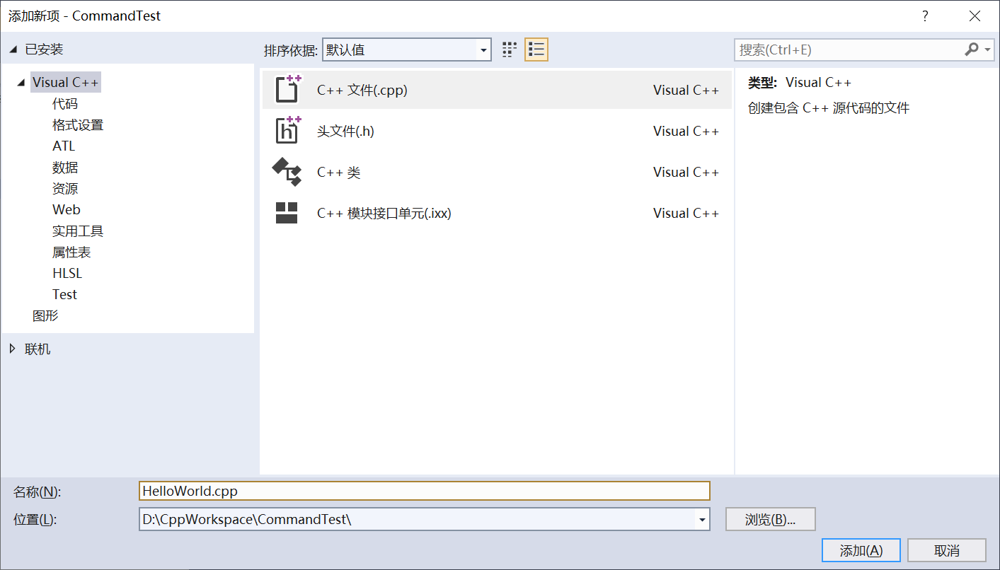 添加新项 - CommandTest
?
已安装
排序依据: 默认值
搜索(Ctrl+E)
Visual C++
代码
格式设置
ATL
数据
资源
Web
实用工具
属性表
HLSL
Test
图形
联机
C++ 文件(.cpp) Visual C++
头文件(.h) Visual C++
C++ 类 Visual C++
C++ 模块接口单元(.ixx) Visual C++
类型: Visual C++
创建包含 C++ 源代码的文件
名称(N): HelloWorld.cpp
位置(L): D:\CppWorkspace\CommandTest\ 浏览(B)...
添加(A) 取消